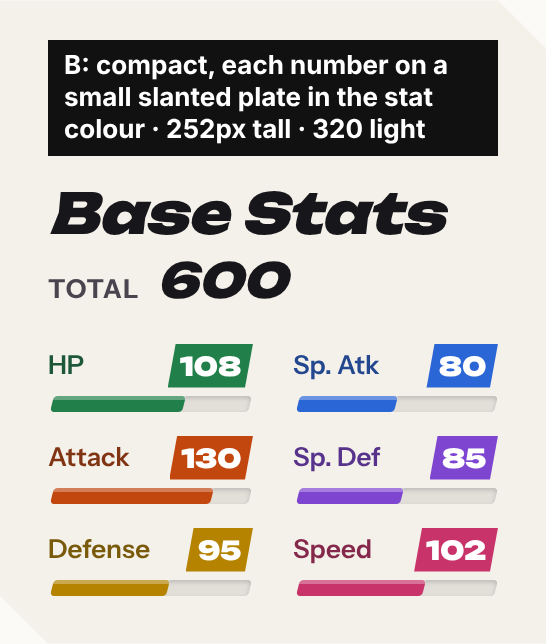 B: compact, each number on a
small slanted plate in the stat
colour · 252px tall · 320 light
Base Stats
TOTAL 600
HP 108
Sp. Atk 80
Attack 130
Sp. Def 85
Defense 95
Speed 102